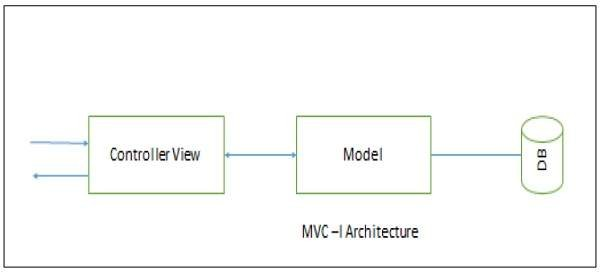 Controller View
Model
DB
MVC –I Architecture